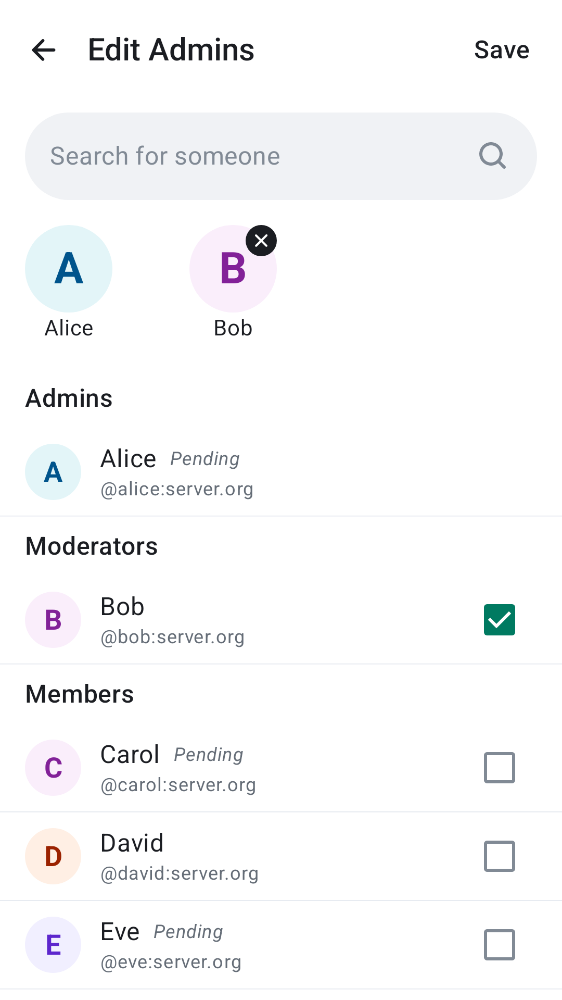 Edit Admins Save
Search for someone
A B
Alice Bob
Admins
A Alice Pending
@alice:server.org
Moderators
B Bob
@bob:server.org
Members
C Carol Pending
@carol:server.org
D David
@david:server.org
E Eve Pending
@eve:server.org